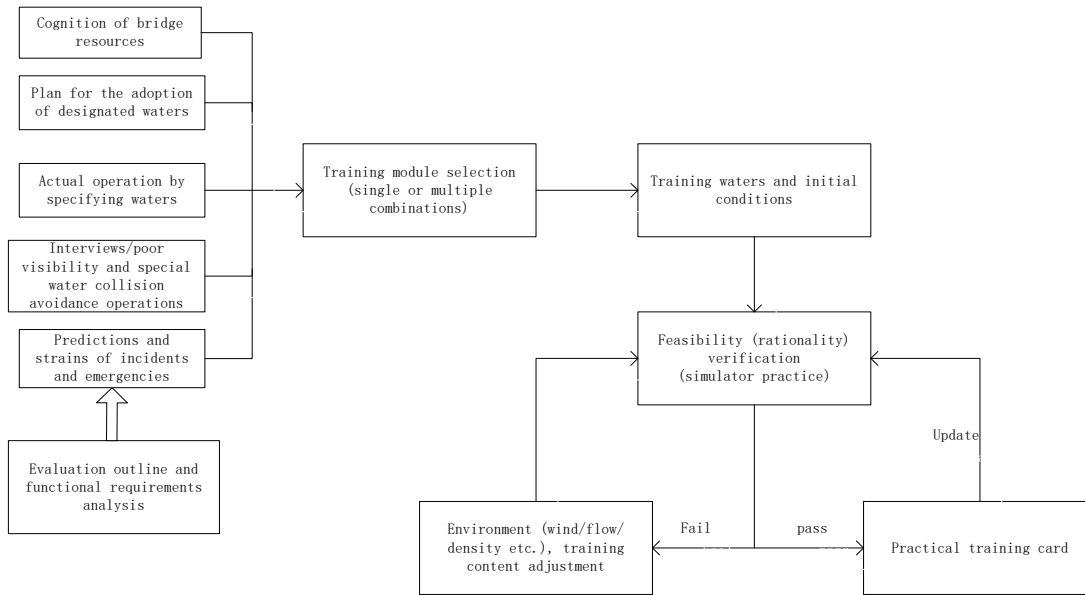 Cognition of bridge
resources
Plan for the adoption
of designated waters
Actual operation by
specifying waters
Interviews/poor
visibility and special
water collision
avoidance operations
Predictions and
strains of incidents
and emergencies
Evaluation outline and
functional requirements
analysis
Training module selection
(single or multiple
combinations)
Training waters and initial
conditions
Feasibility (rationality)
verification
(simulator practice)
Update
Fail
pass
Environment (wind/flow/
density etc.), training
content adjustment
Practical training card